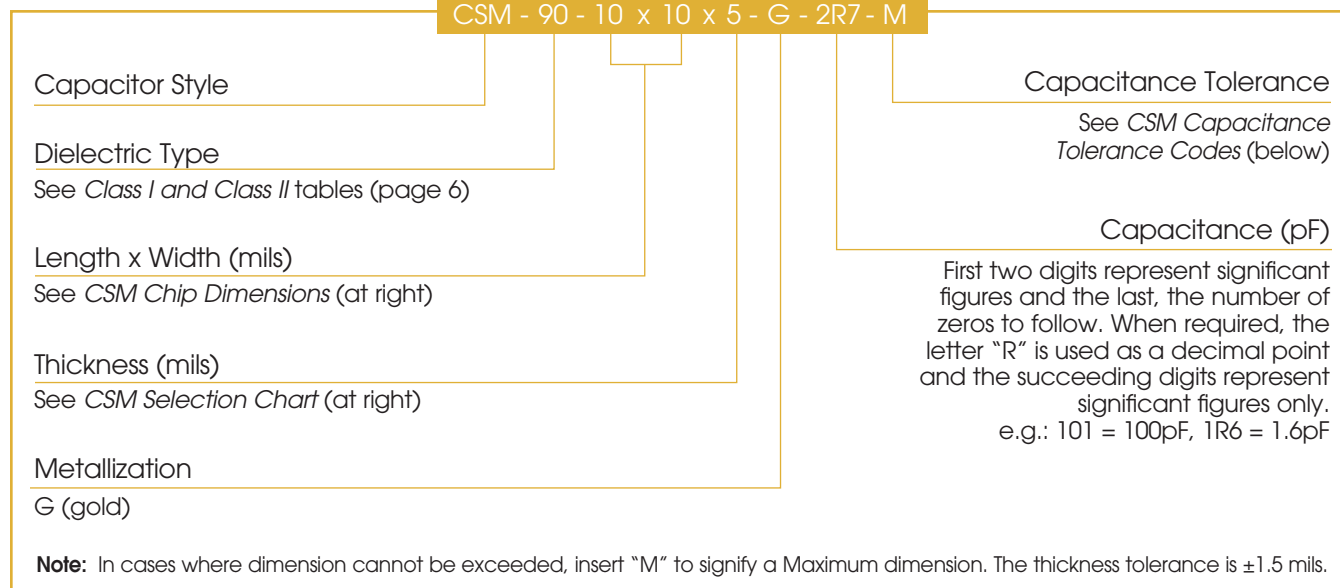 CSM - 90 - 10 x 10 x 5 - G - 2R7 - M
Capacitor Style
Dielectric Type
See Class I and Class II tables (page 6)
Length x Width (mils)
See CSM Chip Dimensions (at right)
Thickness (mils)
See CSM Selection Chart (at right)
Metallization
G (gold)
Capacitance Tolerance
See CSM Capacitance
Tolerance Codes (below)
Capacitance (pF)
First two digits represent significant
figures and the last, the number of
zeros to follow. When required, the
letter “R” is used as a decimal point
and the succeeding digits represent
significant figures only.
e.g.: 101 = 100pF, 1R6 = 1.6pF
Note: In cases where dimension cannot be exceeded, insert “M” to signify a Maximum dimension. The thickness tolerance is ±1.5 mils.